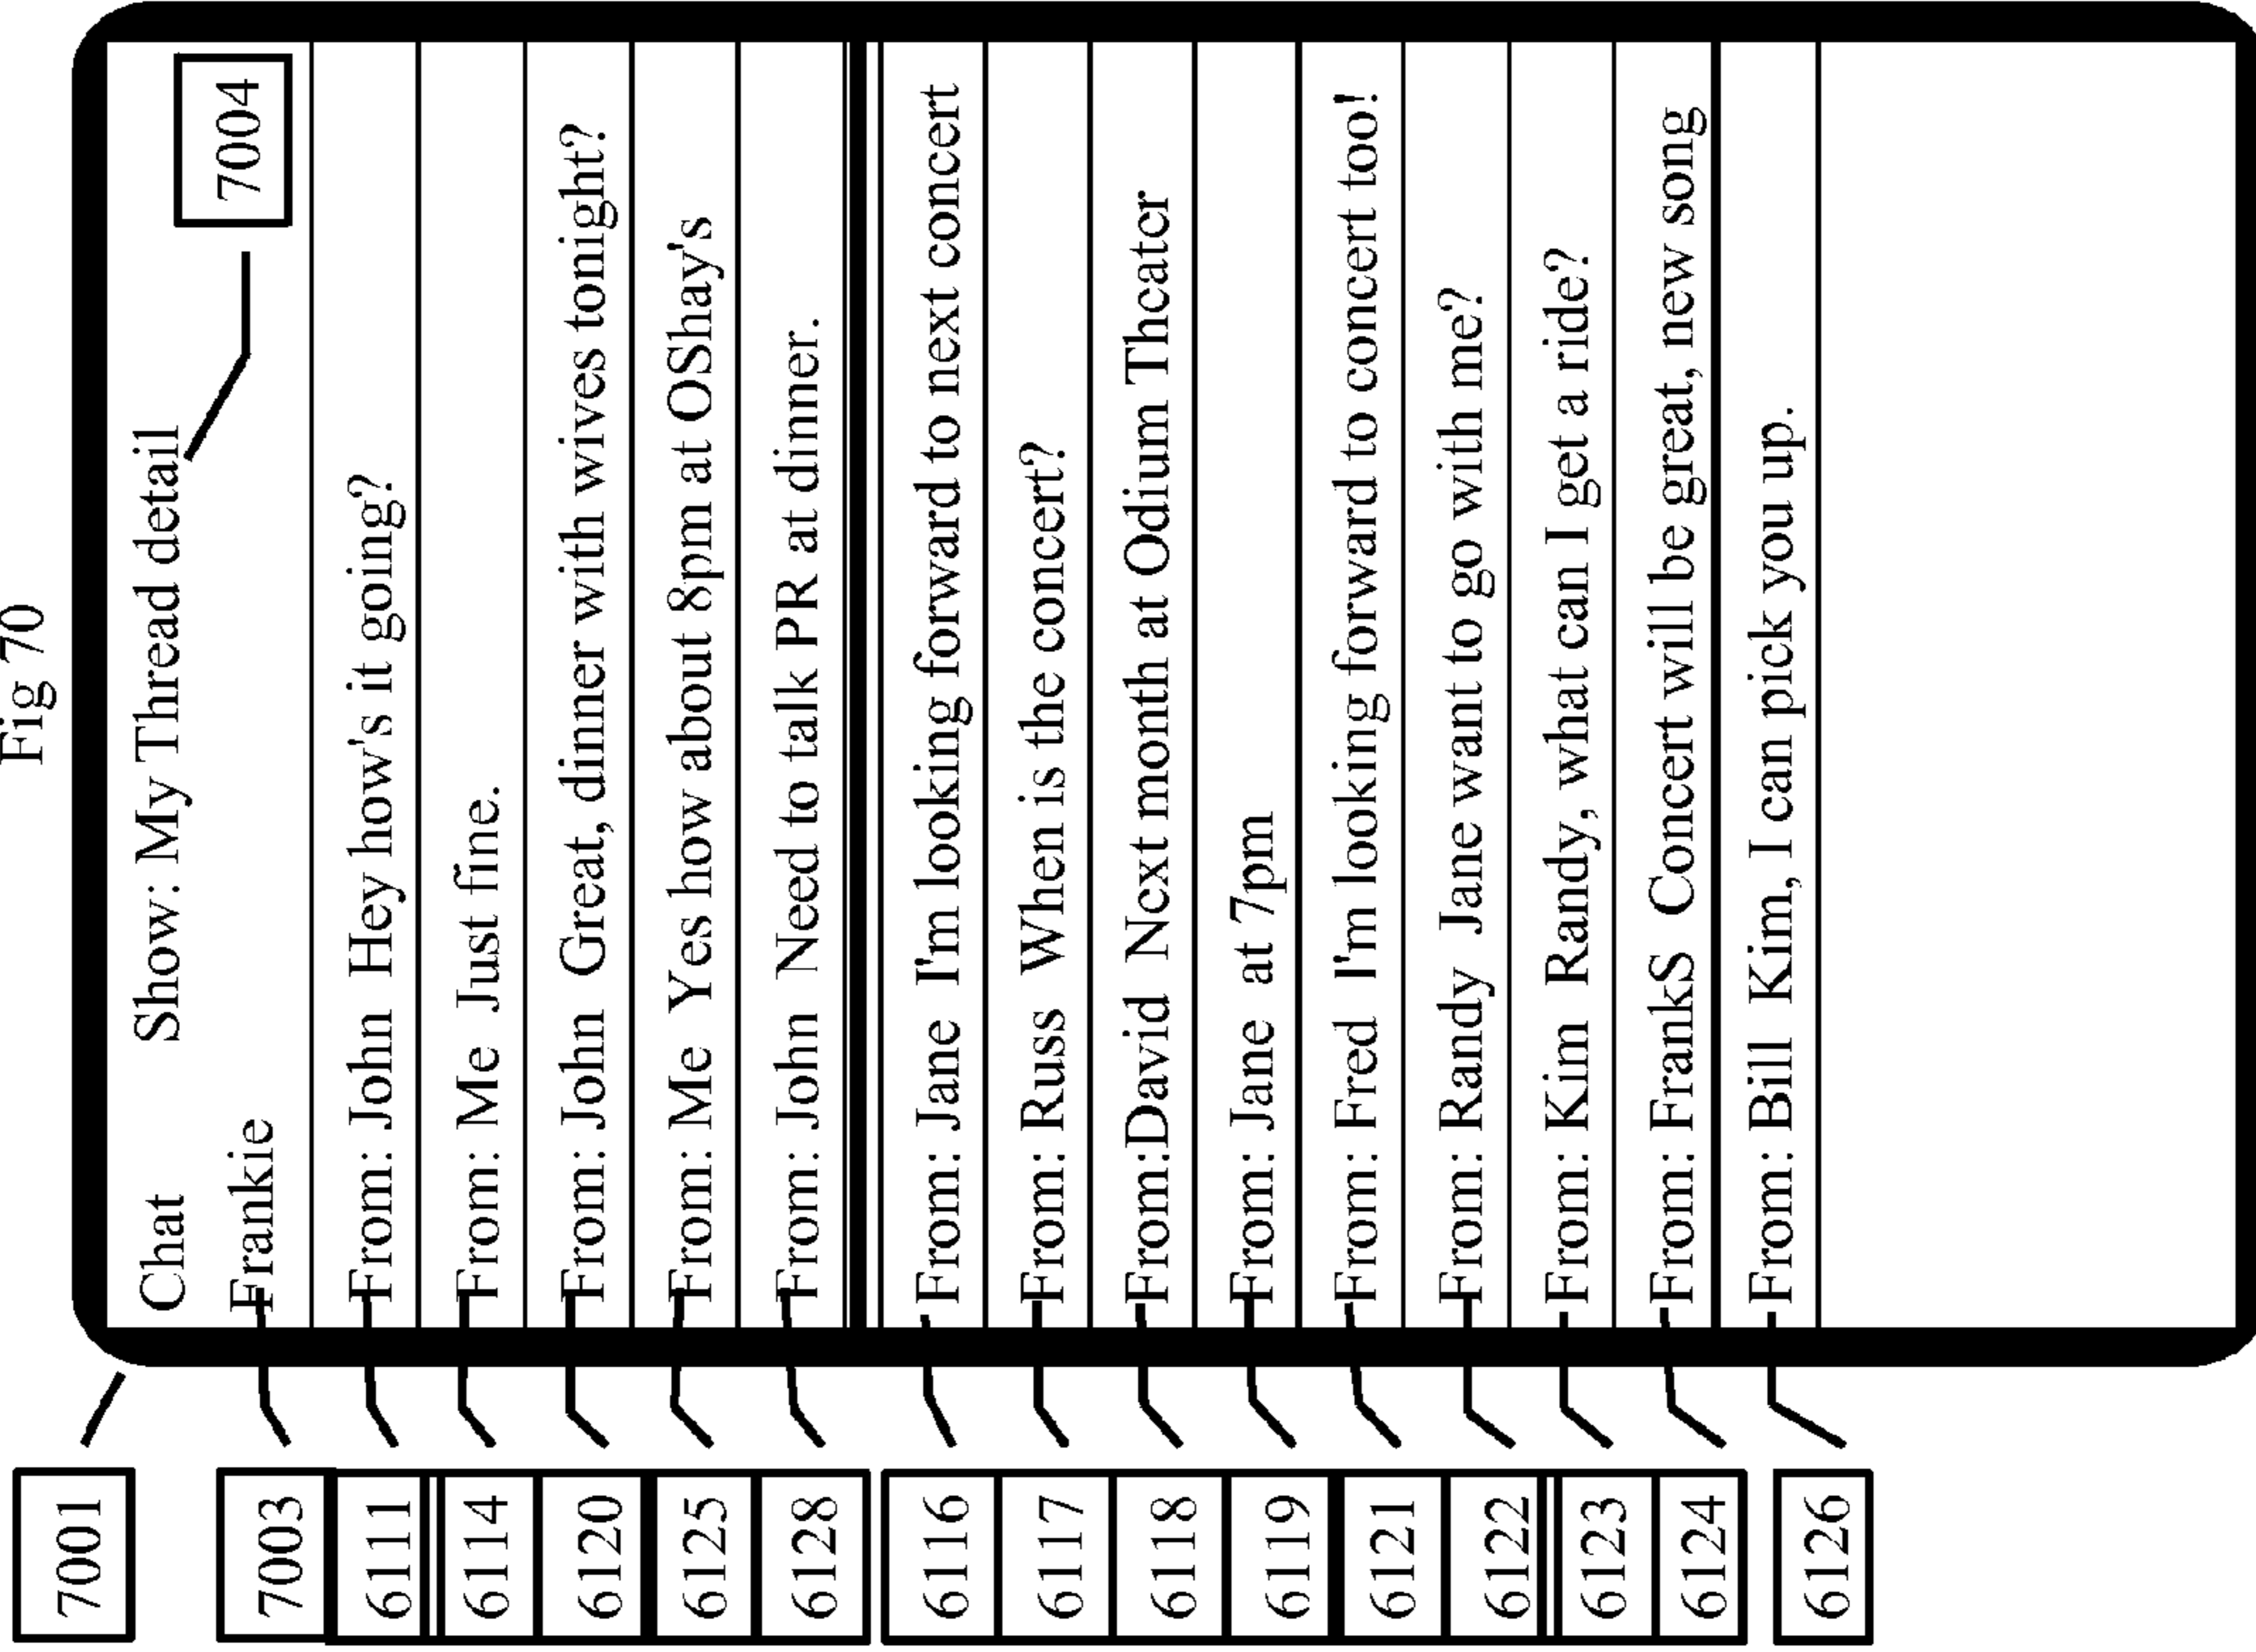 Fig 70
7001
Chat Show: My Thread detail
7003 Frankie 7004
6111 From: John Hey how's it going?
6114 From: Me Just fine.
6120 From: John Great, dinner with wives tonight?
6125 From: Me Yes how about 8pm at OShay's
6128 From: John Need to talk PR at dinner.
6116 From: Jane I'm looking forward to next concert
6117 From: Russ When is the concert?
6118 From:David Next month at Odium Theater
6119 From: Jane at 7pm
6121 From: Fred I'm looking forward to concert too!
6122 From: Randy Jane want to go with me?
6123 From: Kim Randy, what can I get a ride?
6124 From: FrankS Concert will be great, new song
6126 From: Bill Kim, I can pick you up.